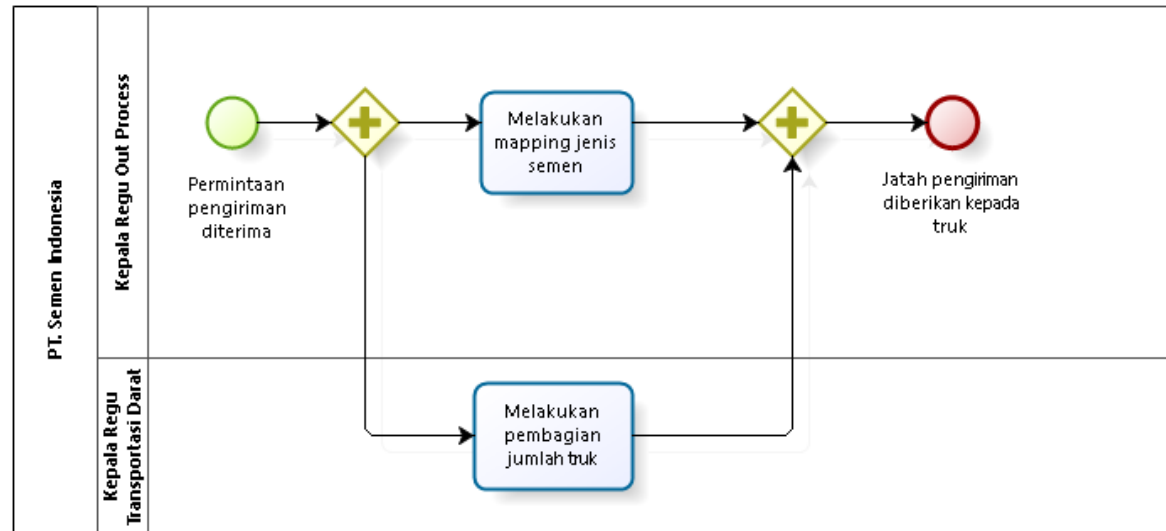 PT. Semen Indonesia
Kepala Regu Out Process
Permintaan
pengiriman
diterima
Melakukan
mapping jenis
semen
Jatah pengiriman
diberikan kepada
truk
Kepala Regu
Transportasi Darat
Melakukan
pembagian
jumlah truk